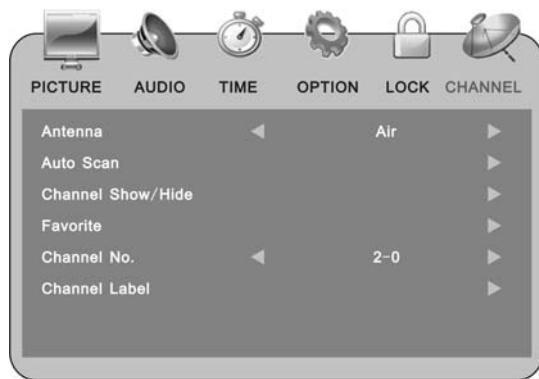 PICTURE AUDIO TIME OPTION LOCK CHANNEL
Antenna Air
Auto Scan
Channel Show/Hide
Favorite
Channel No. 2-0
Channel Label